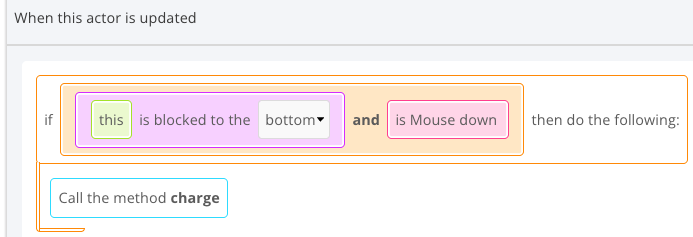 When this actor is updated
if this is blocked to the bottom and is Mouse down then do the following:
Call the method charge